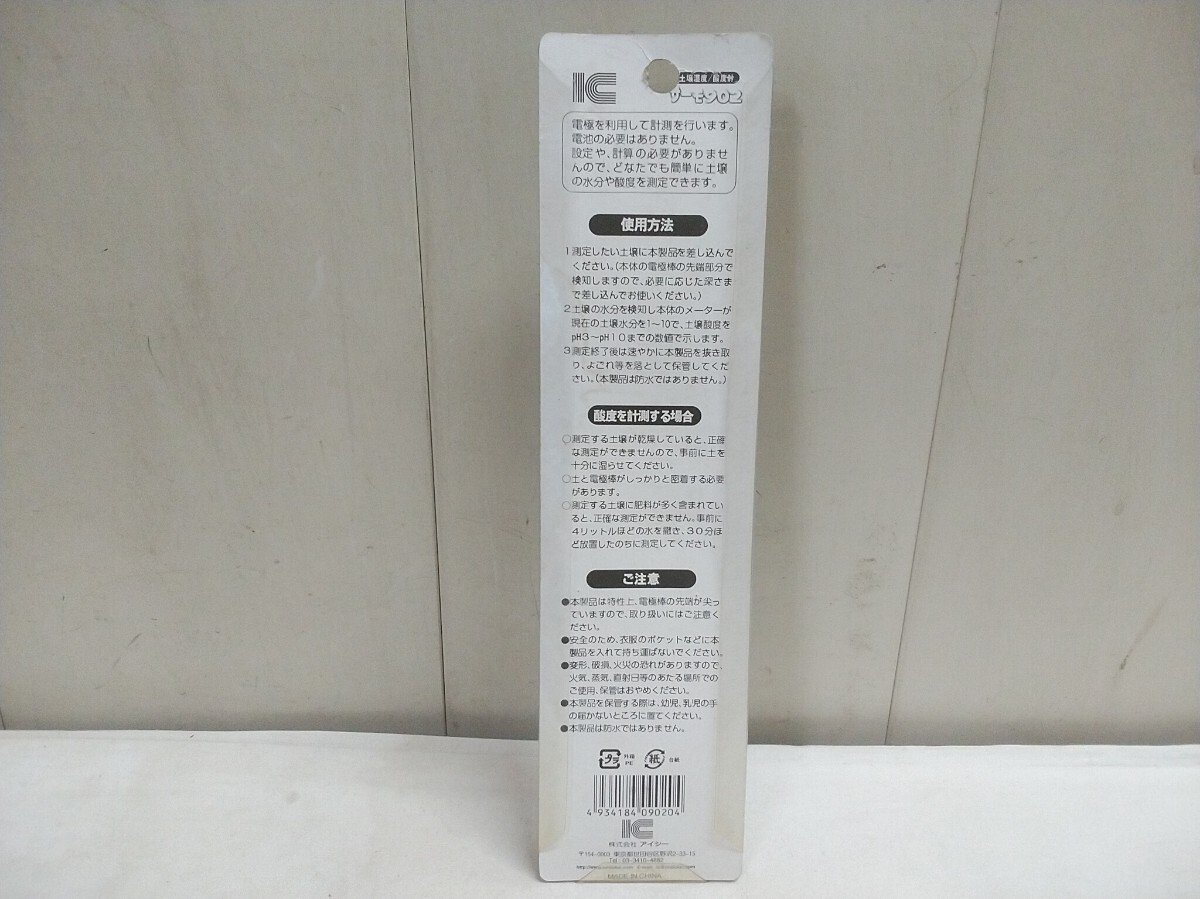 IC
土壌湿度/酸度計
サーモ902
電極を利用して計測を行います。
電池の必要はありません。
設定や、計算の必要がありませ
んので、どなたでも簡単に土壌
の水分や酸度を測定できます。
使用方法
1測定したい土壌に本製品を差し込んで
ください。(本体の電極棒の先端部分で
検知しますので、必要に応じた深さま
で差し込んでお使いください。)
2土壌の水分を検知し本体のメーターが
現在の土壌水分を1〜10で、土壌酸度を
pH3〜pH10までの数値で示します。
3測定終了後は速やかに本製品を抜き取
り、よごれ等を落として保管してくだ
さい。(本製品は防水ではありません。)
酸度を計測する場合
○測定する土壌が乾燥していると、正確
な測定ができませんので、事前に土を
十分に湿らせてください。
○土と電極棒がしっかりと密着する必要
があります。
○測定する土壌に肥料が多く含まれてい
ると、正確な測定ができません。事前に
4リットルほどの水を撒き、30分ほ
ど放置したのちに測定してください。
ご注意
●本製品は特性上、電極棒の先端が尖っ
ていますので、取り扱いにはご注意く
ださい。
●安全のため、衣服のポケットなどに本
製品を入れて持ち運ばないでください。
●変形、破損、火災の恐れがありますので、
火気、蒸気、直射日等のあたる場所での
ご使用、保管はおやめください。
●本製品を保管する際は、幼児、乳児の手
の届かないところに置てください。
●本製品は防水ではありません。
プラ 外箱 PE 紙 台紙
4 934184 090204
IC
株式会社 アイシー
〒154-0003 東京都世田谷区野沢2-33-15
Tel: 03-3410-4682
MADE IN CHINA